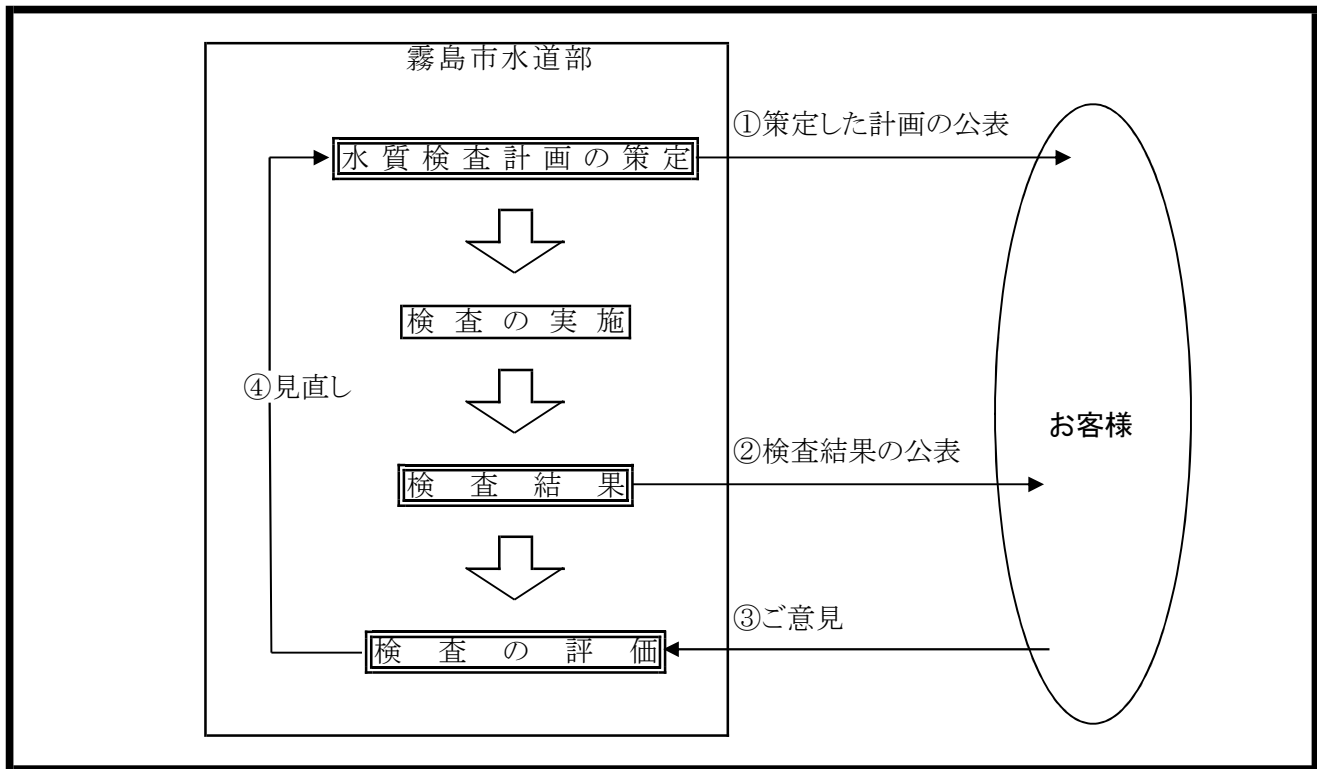 霧島市水道部
①策定した計画の公表
水質検査計画の策定
検査の実施
④見直し
お客様
②検査結果の公表
検査結果
③ご意見
検査の評価